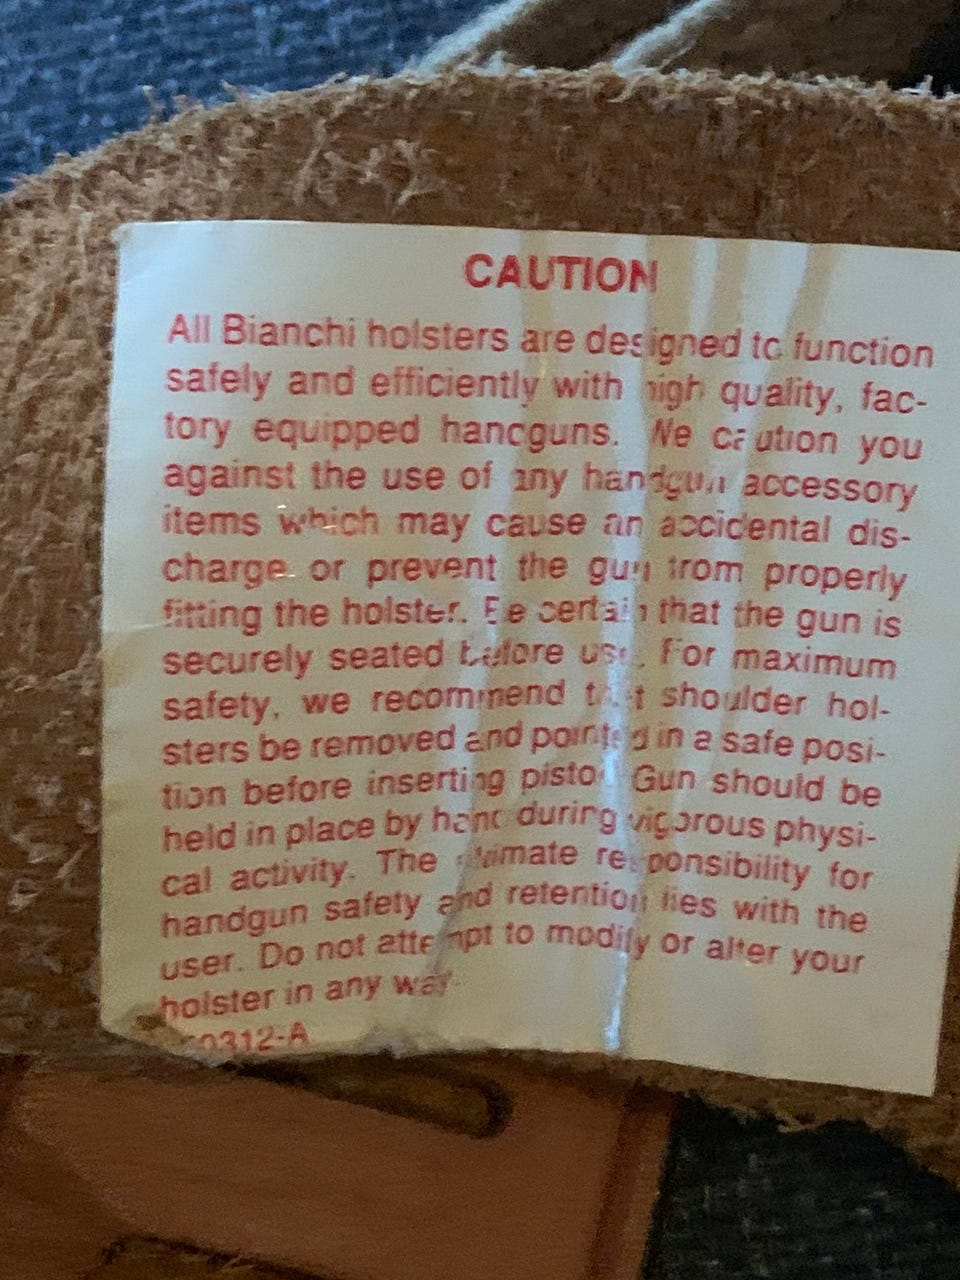 CAUTION
All Bianchi holsters are designed to function
safely and efficiently with high quality, fac-
tory equipped handguns. We caution you
against the use of any handgun accessory
items which may cause an accidental dis-
charge or prevent the gun from properly
fitting the holster. Be certain that the gun is
securely seated before use. For maximum
safety, we recommend that shoulder hol-
sters be removed and pointed in a safe posi-
tion before inserting pistol. Gun should be
held in place by hand during vigorous physi-
cal activity. The ultimate responsibility for
handgun safety and retention lies with the
user. Do not attempt to modify or alter your
holster in any way.
0312-A